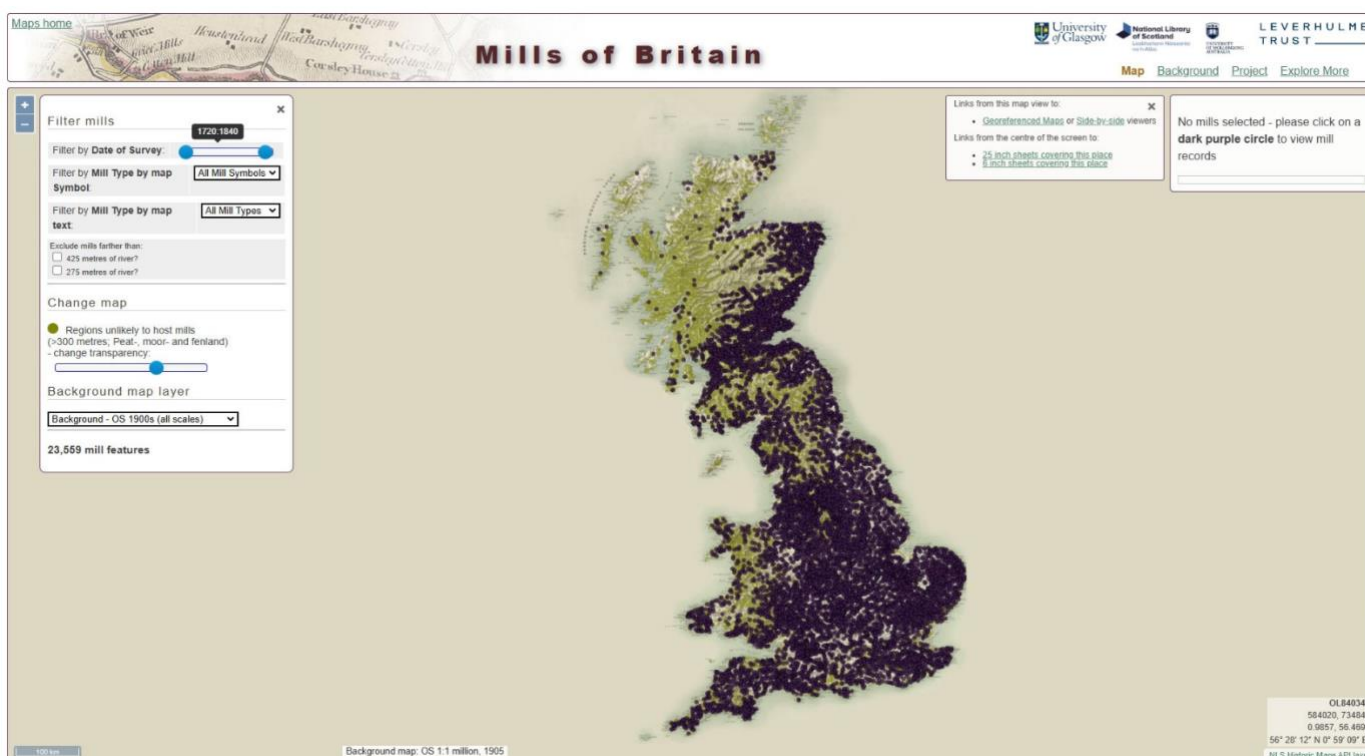 Maps home
Mills of Britain
University of Glasgow
National Library of Scotland
LEVERHULME
TRUST
Map Background Project Explore More
+
−
Filter mills ×
1720:1840
Filter by Date of Survey:
Filter by Mill Type by map Symbol: All Mill Symbols
Filter by Mill Type by map text: All Mill Types
Exclude mills farther than:
425 metres of river?
275 metres of river?
Change map
Regions unlikely to host mills
(>300 metres; Peat-, moor- and fenland)
- change transparency:
Background map layer
Background - OS 1900s (all scales)
23,559 mill features
Links from this map view to: ×
Georeferenced Maps or Side-by-side viewers
Links from the centre of the screen to:
25 inch sheets covering this place
6 inch sheets covering this place
No mills selected - please click on a
dark purple circle to view mill
records
100 km
Background map: OS 1:1 million, 1905
OL84034
584020, 73484
0.9857, 56.469
56° 28' 12" N 0° 59' 09" E